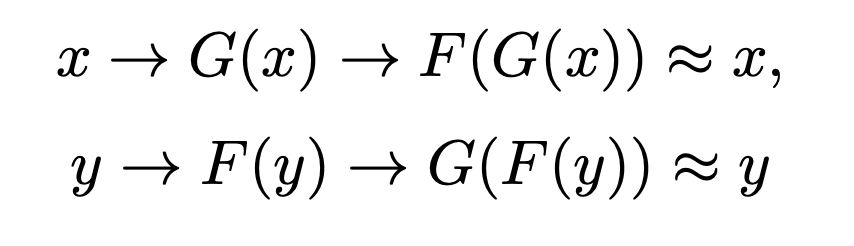 x → G(x) → F(G(x)) ≈ x,
y → F(y) → G(F(y)) ≈ y